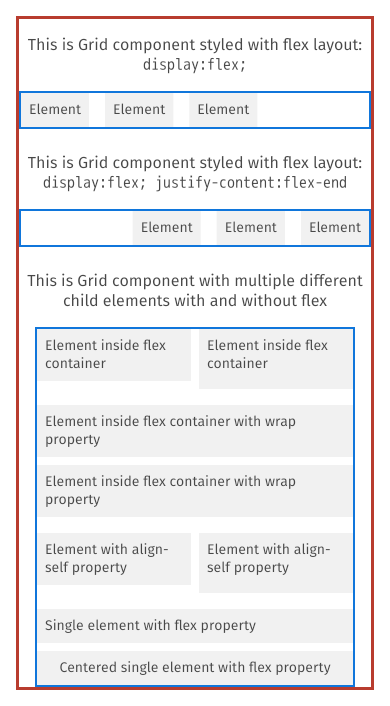 This is Grid component styled with flex layout:
display:flex;
Element Element Element
This is Grid component styled with flex layout:
display:flex; justify-content:flex-end
Element Element Element
This is Grid component with multiple different
child elements with and without flex
Element inside flex Element inside flex
container container
Element inside flex container with wrap
property
Element inside flex container with wrap
property
Element with align- Element with align-
self property self property
Single element with flex property
Centered single element with flex property